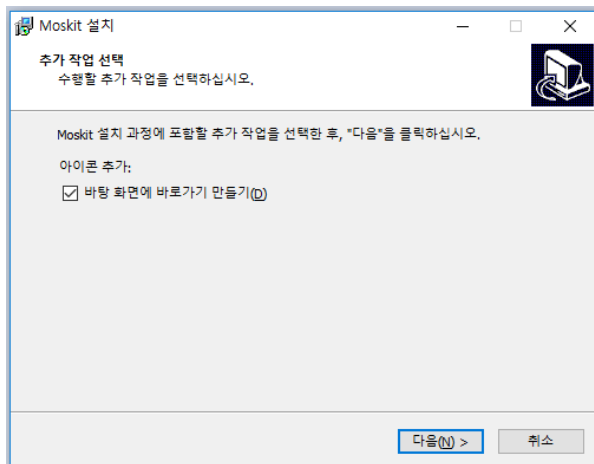 Moskit 설치
추가 작업 선택
수행할 추가 작업을 선택하십시오.
Moskit 설치 과정에 포함할 추가 작업을 선택한 후, "다음"을 클릭하십시오.
아이콘 추가:
바탕 화면에 바로가기 만들기(D)
다음(N) > 취소